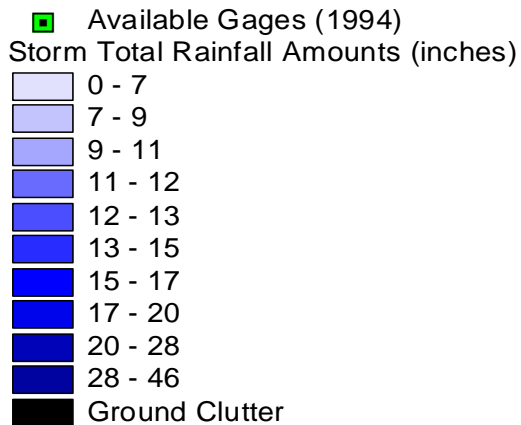 Available Gages (1994)
Storm Total Rainfall Amounts (inches)
0 - 7
7 - 9
9 - 11
11 - 12
12 - 13
13 - 15
15 - 17
17 - 20
20 - 28
28 - 46
Ground Clutter